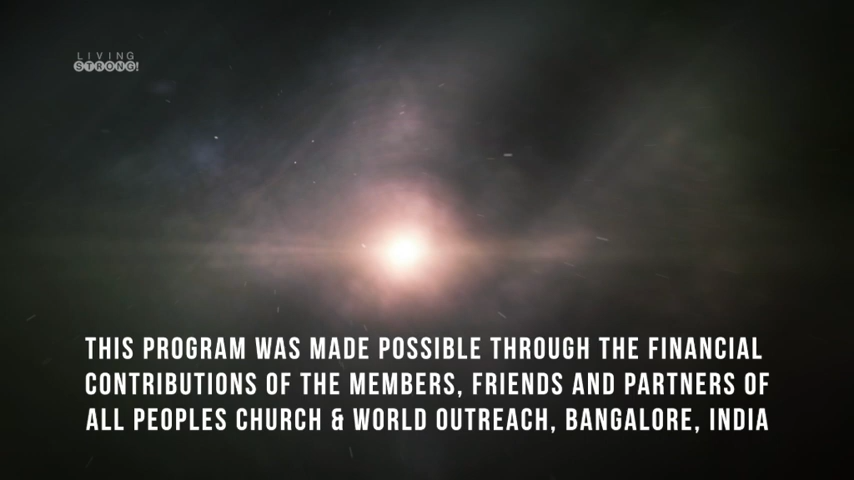 LIVING
STRONG!
THIS PROGRAM WAS MADE POSSIBLE THROUGH THE FINANCIAL
CONTRIBUTIONS OF THE MEMBERS, FRIENDS AND PARTNERS OF
ALL PEOPLES CHURCH & WORLD OUTREACH, BANGALORE, INDIA